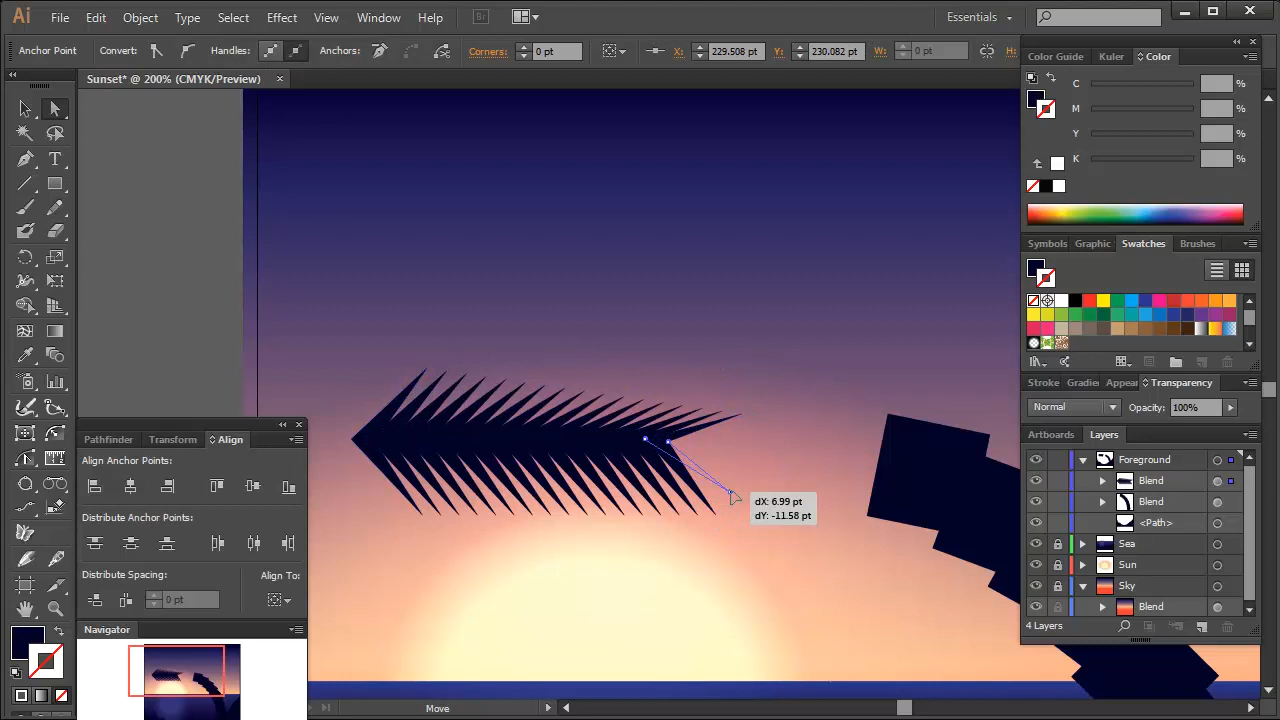 Ai File Edit Object Type Select Effect View Window Help Br Essentials
Anchor Point Convert: Handles: Anchors: Corners: 0 pt X: 229.508 pt Y: 230.082 pt W: 0 pt H:
Sunset* @ 200% (CMYK/Preview)
Color Guide Kuler Color
C %
M %
Y %
K %
Symbols Graphic Swatches Brushes
Stroke Gradie Appear Transparency
Normal Opacity: 100%
Artboards Layers
Foreground
Blend
Blend
<Path>
Sea
Sun
Sky
Blend
4 Layers
dX: 6.99 pt
dY: -11.58 pt
Pathfinder Transform Align
Align Anchor Points:
Distribute Anchor Points:
Distribute Spacing: Align To:
0 pt
Navigator
Move